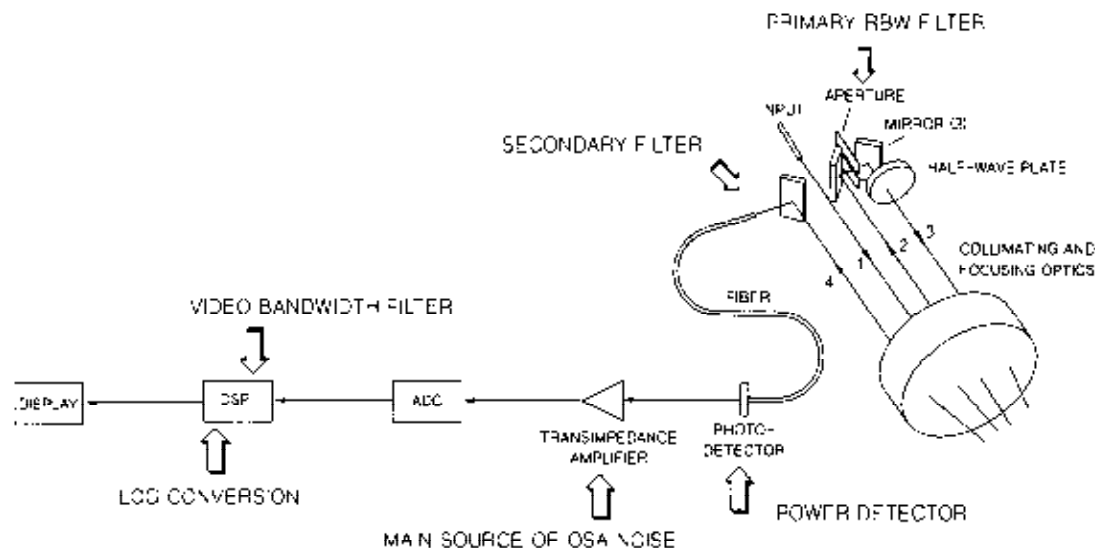 PRIMARY RBW FILTER
APERTURE
INPUT
MIRROR (3)
SECONDARY FILTER
HALF-WAVE PLATE
3
2
1
4
COLLIMATING AND
FOCUSING OPTICS
FIBER
VIDEO BANDWIDTH FILTER
DISPLAY
DSP
ADC
TRANSIMPEDANCE
AMPLIFIER
PHOTO-
DETECTOR
LOG CONVERSION
POWER DETECTOR
MAIN SOURCE OF OSA NOISE